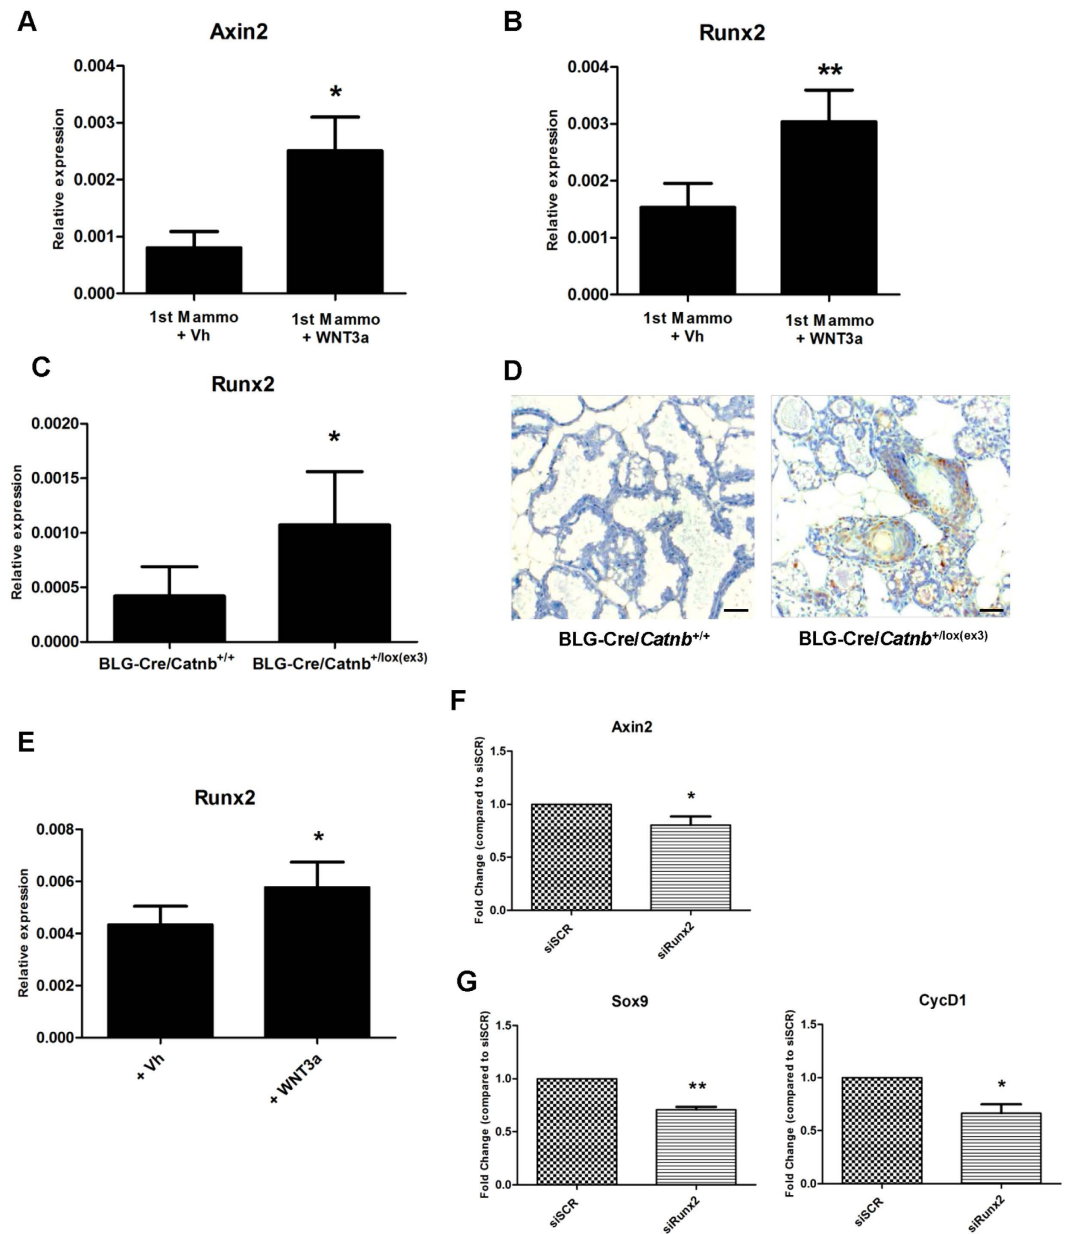 A
Axin2
Relative expression
0.004
0.003
0.002
0.001
0.000
*
1st Mammo
+ Vh
1st Mammo
+ WNT3a
B
Runx2
Relative expression
0.004
0.003
0.002
0.001
0.000
**
1st Mammo
+ Vh
1st Mammo
+ WNT3a
C
Runx2
Relative expression
0.0020
0.0015
0.0010
0.0005
0.0000
*
BLG-Cre/Catnb+/+
BLG-Cre/Catnb+/lox(ex3)
D
BLG-Cre/Catnb+/+
BLG-Cre/Catnb+/lox(ex3)
E
Runx2
Relative expression
0.008
0.006
0.004
0.002
0.000
*
+ Vh
+ WNT3a
F
Axin2
Fold Change (compared to siSCR)
1.5
1.0
0.5
0.0
*
siSCR
siRunx2
G
Sox9
Fold Change (compared to siSCR)
1.5
1.0
0.5
0.0
**
siSCR
siRunx2
CycD1
Fold Change (compared to siSCR)
1.5
1.0
0.5
0.0
*
siSCR
siRunx2